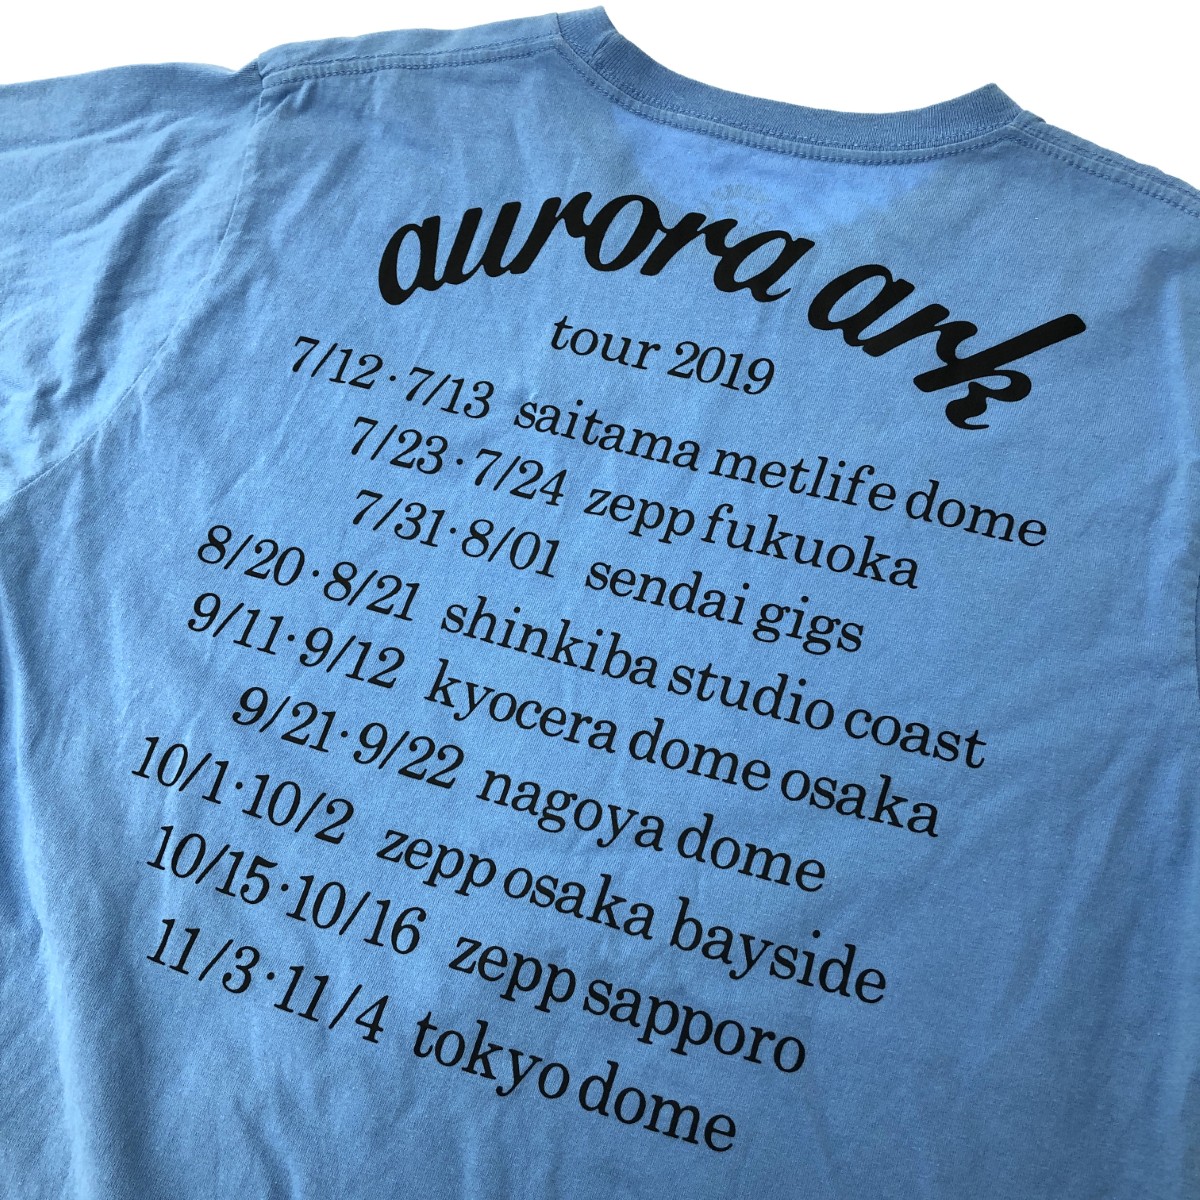 aurora ark
tour 2019
7/12·7/13 saitama metlife dome
7/23·7/24 zepp fukuoka
7/31·8/01 sendai gigs
8/20·8/21 shinkiba studio coast
9/11·9/12 kyocera dome osaka
9/21·9/22 nagoya dome
10/1·10/2 zepp osaka bayside
10/15·10/16 zepp sapporo
11/3·11/4 tokyo dome